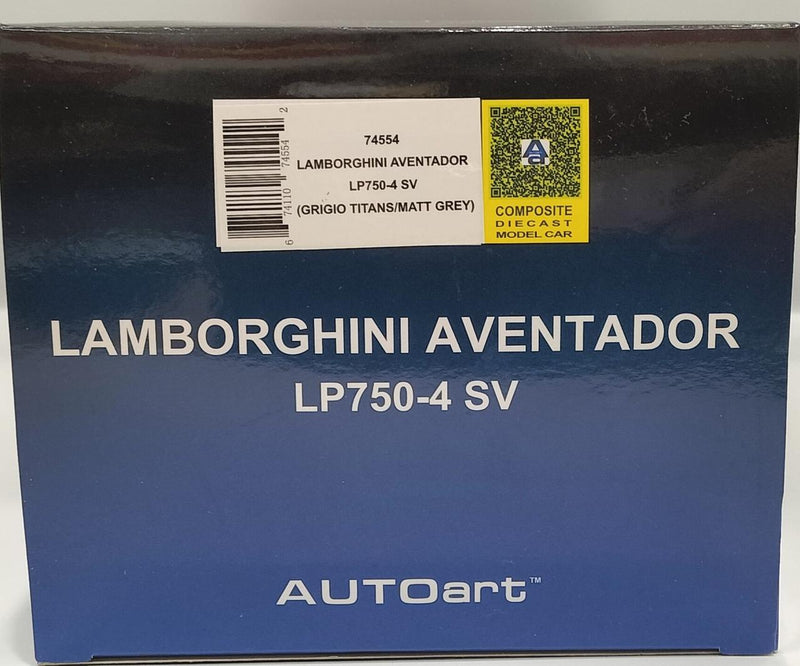 74554
LAMBORGHINI AVENTADOR
LP750-4 SV
(GRIGIO TITANS/MATT GREY)
6 74110 74554 2
Aa
COMPOSITE
DIECAST
MODEL CAR
LAMBORGHINI AVENTADOR
LP750-4 SV
AUTOart™